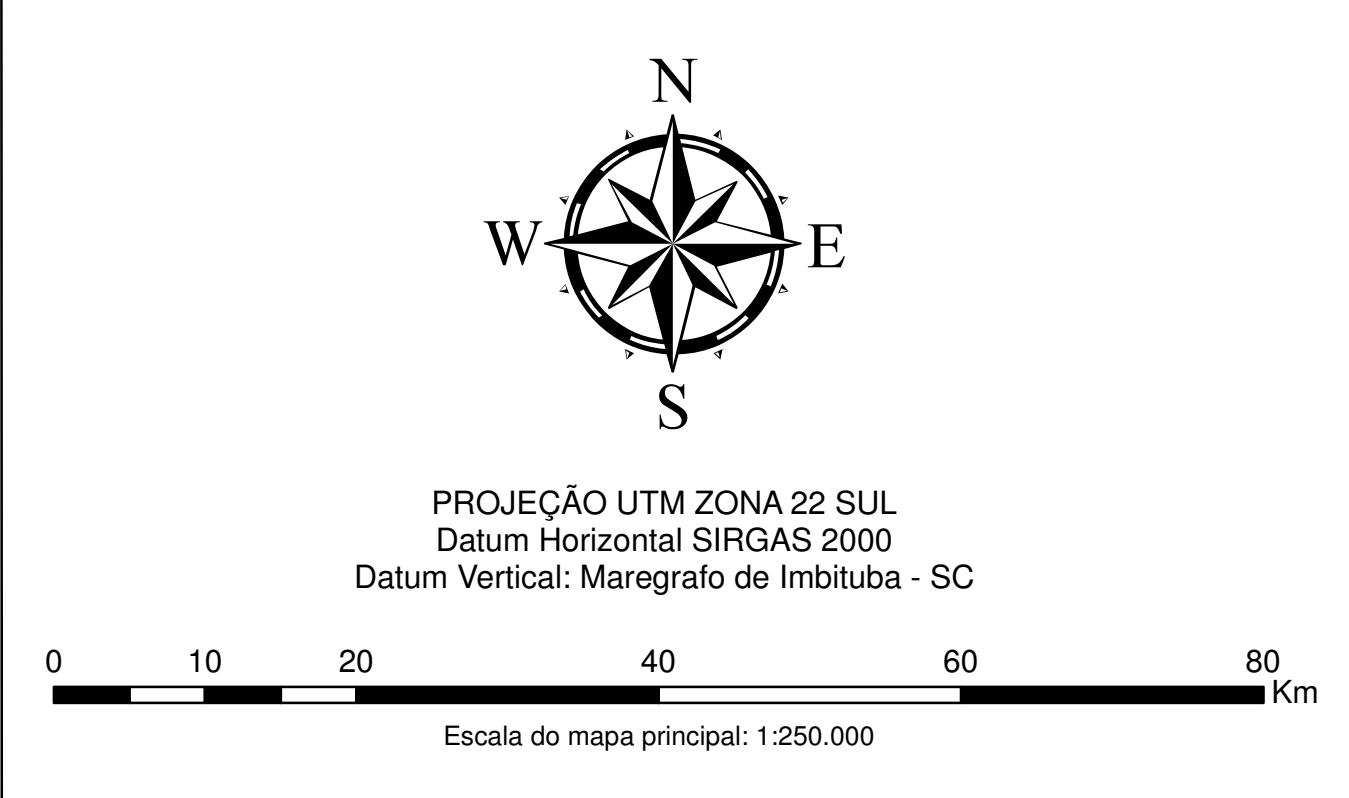 N
W E
S
PROJEÇÃO UTM ZONA 22 SUL
Datum Horizontal SIRGAS 2000
Datum Vertical: Maregrafo de Imbituba - SC
0 10 20 40 60 80
Km
Escala do mapa principal: 1:250.000